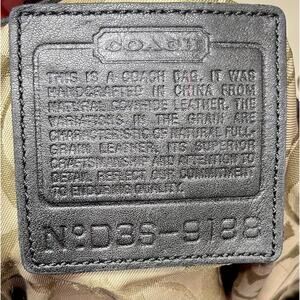 COACH
THIS IS A COACH BAG. IT WAS
HANDCRAFTED IN CHINA FROM
NATURAL COWHIDE LEATHER. THE
VARIATIONS IN THE GRAIN ARE
CHARACTERISTIC OF NATURAL FULL-
GRAIN LEATHER. ITS SUPERIOR
CRAFTSMANSHIP AND ATTENTION TO
DETAIL REFLECT OUR COMMITMENT
TO ENDURING QUALITY.
Nº D3S-9188